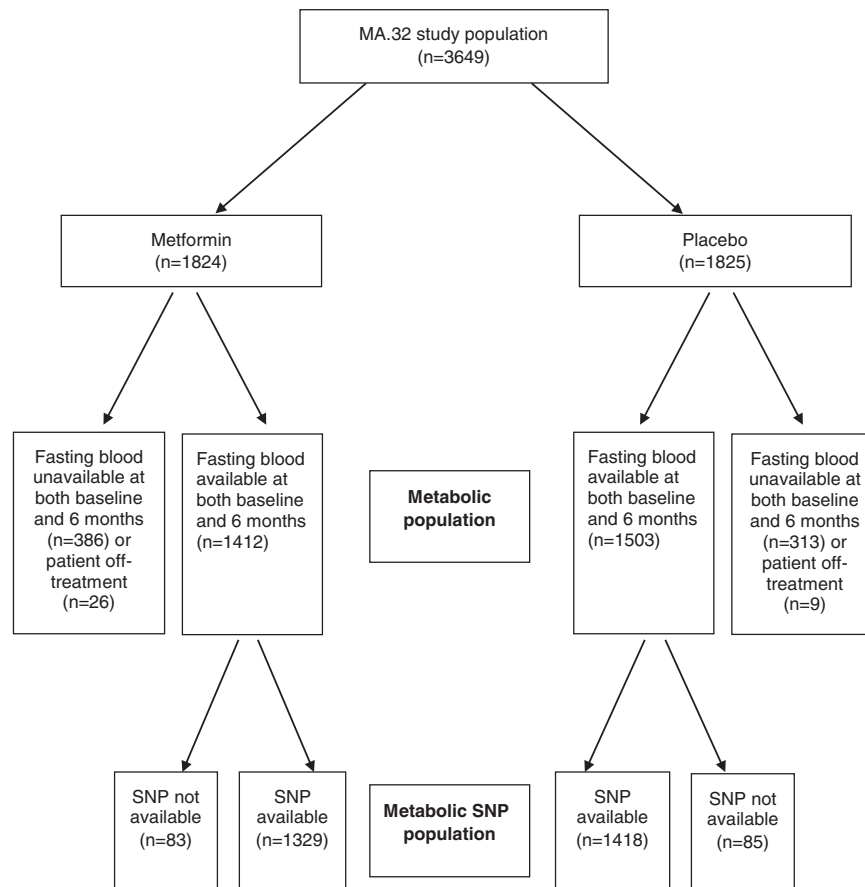 MA.32 study population
(n=3649)
Metformin
(n=1824)
Placebo
(n=1825)
Fasting blood
unavailable at
both baseline
and 6 months
(n=386) or
patient off-
treatment
(n=26)
Fasting blood
available at
both baseline
and 6 months
(n=1412)
Metabolic
population
Fasting blood
available at
both baseline
and 6 months
(n=1503)
Fasting blood
unavailable at
both baseline
and 6 months
(n=313) or
patient off-
treatment
(n=9)
SNP not
available
(n=83)
SNP
available
(n=1329)
Metabolic SNP
population
SNP
available
(n=1418)
SNP not
available
(n=85)